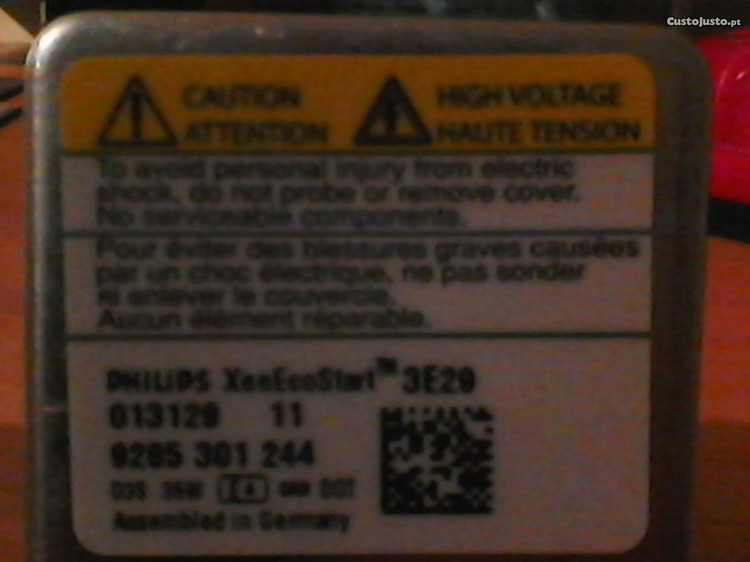 CustoJusto.pt
CAUTION
ATTENTION
HIGH VOLTAGE
HAUTE TENSION
To avoid personal injury from electric
shock, do not probe or remove cover.
No serviceable components.
Pour éviter des blessures graves causées
par un choc électrique, ne pas sonder
ni enlever le couvercle.
Aucun élément réparable.
PHILIPS XenEcoStart™ 3E29
013129 11
9285 301 244
D3S 35W E4 DOT
Assembled in Germany